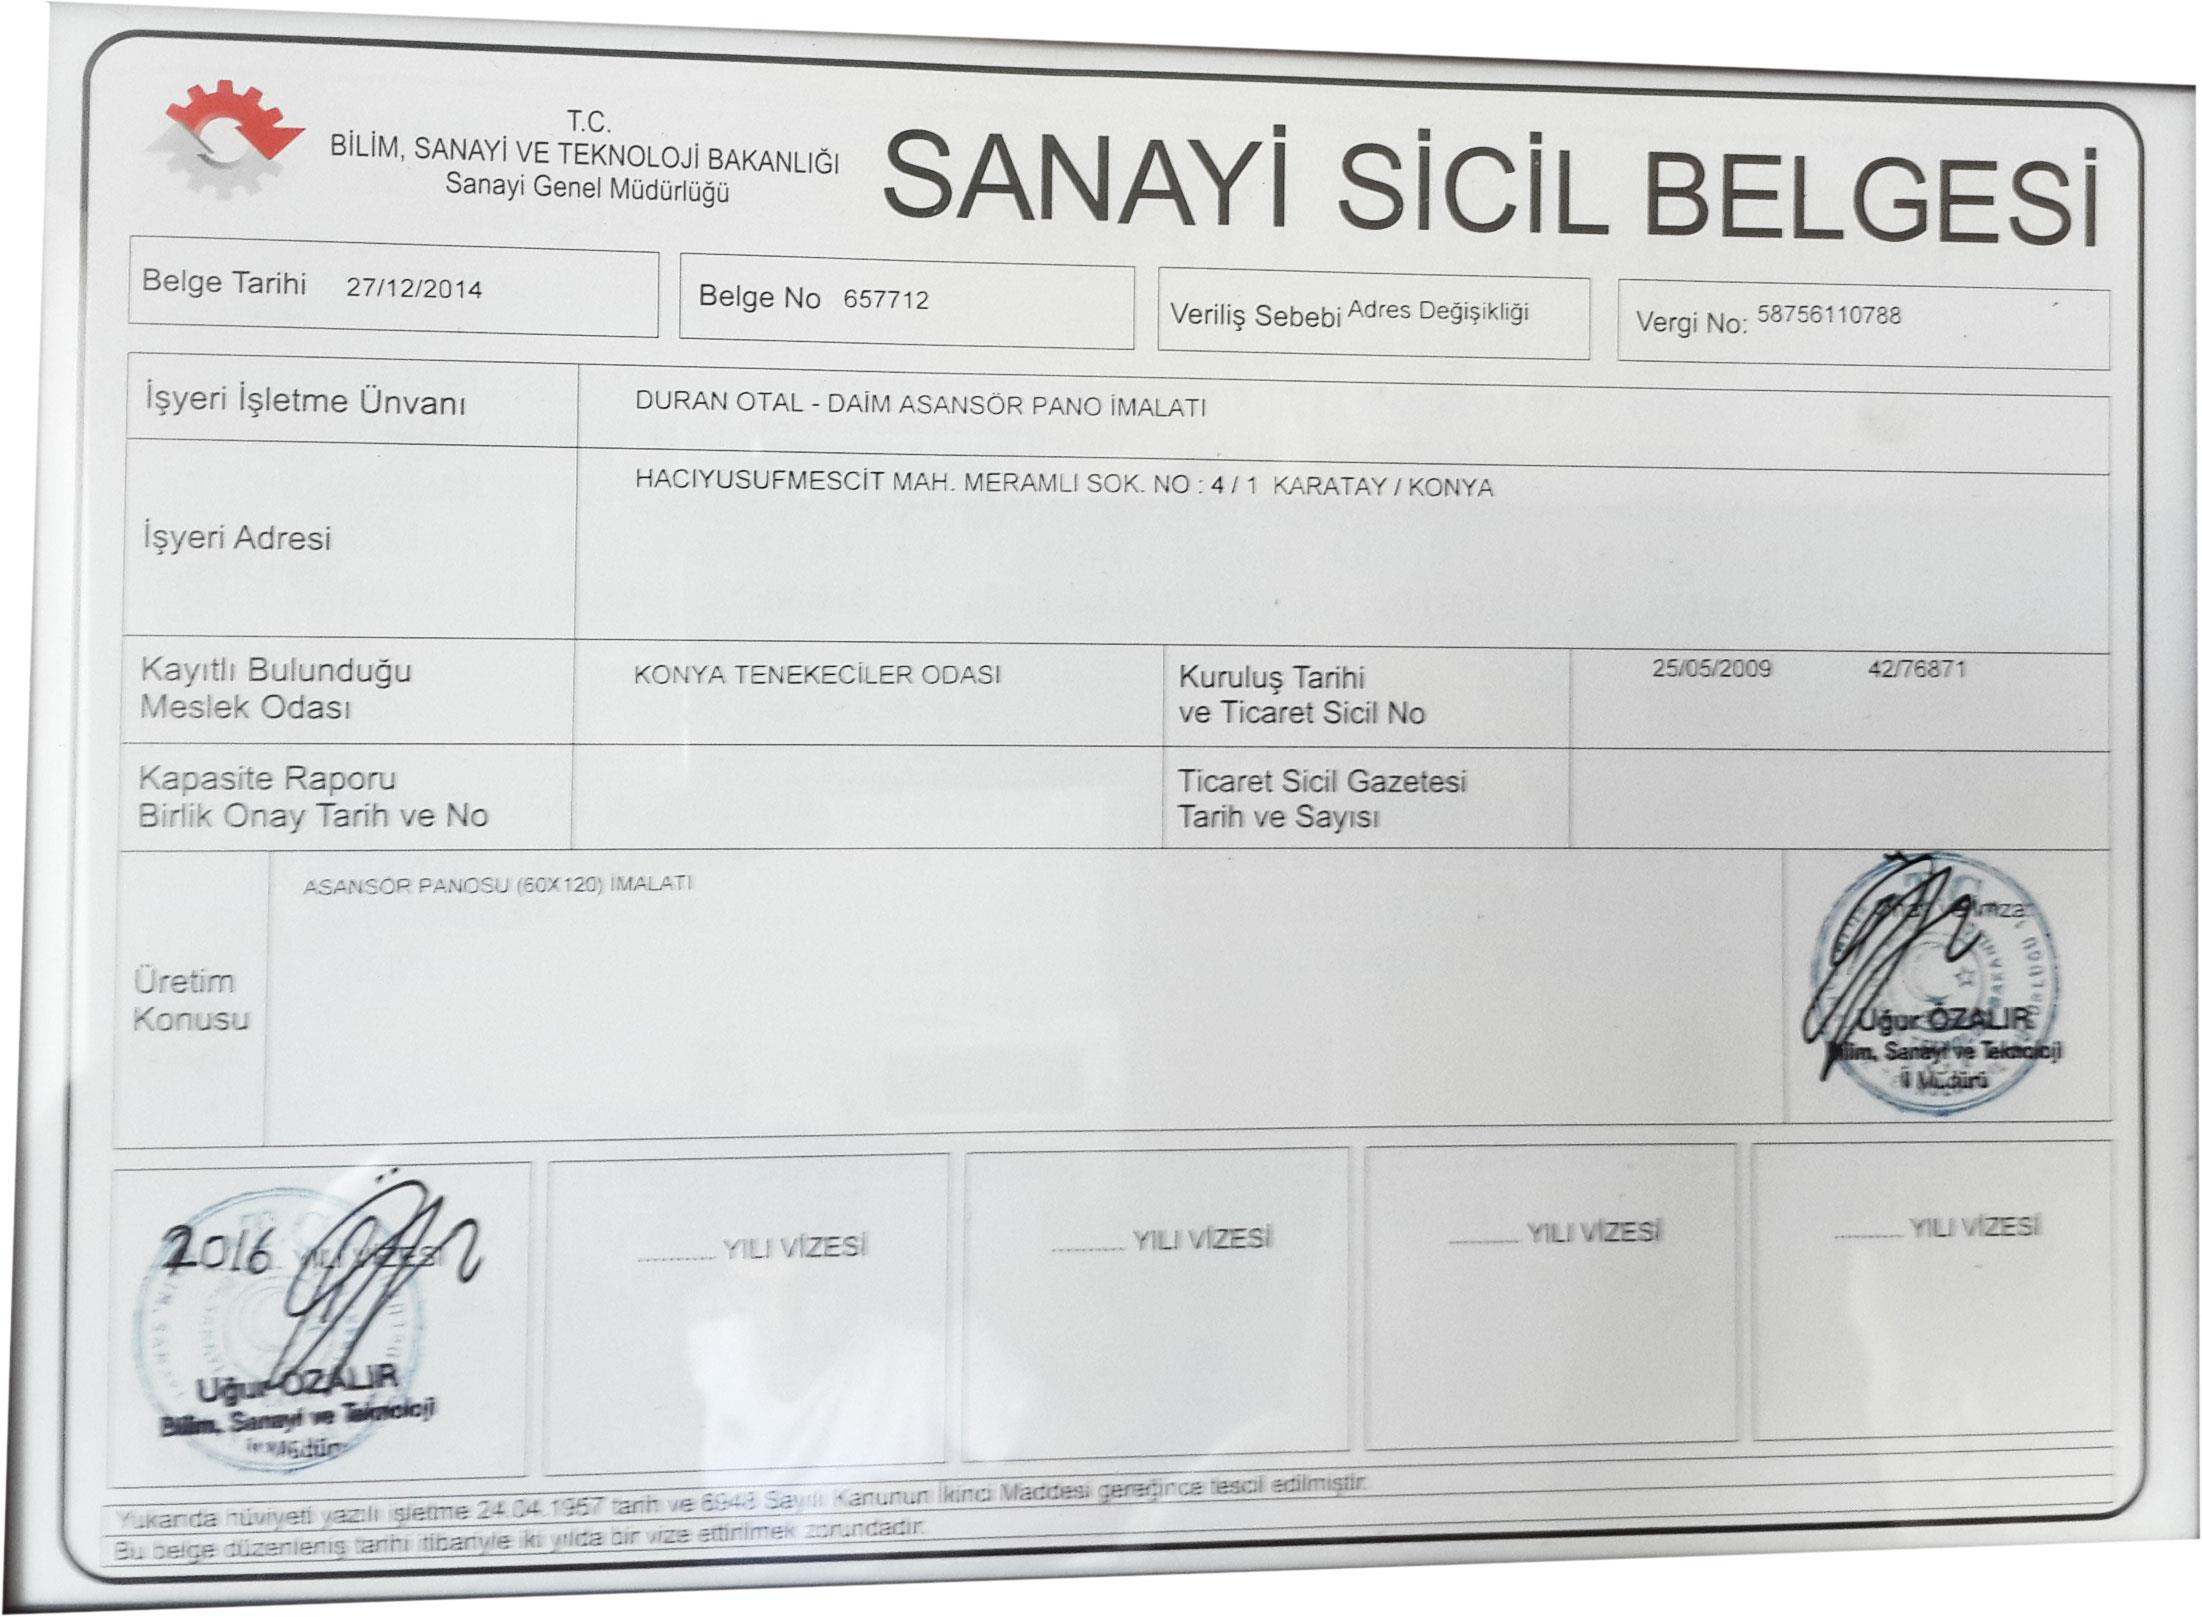 T.C.
BİLİM, SANAYİ VE TEKNOLOJİ BAKANLIĞI
Sanayi Genel Müdürlüğü
SANAYİ SİCİL BELGESİ
Belge Tarihi 27/12/2014
Belge No 657712
Veriliş Sebebi Adres Değişikliği
Vergi No: 58756110788
İşyeri İşletme Ünvanı
DURAN OTAL - DAİM ASANSÖR PANO İMALATI
İşyeri Adresi
HACIYUSUFMESCİT MAH. MERAMLI SOK. NO : 4 / 1 KARATAY / KONYA
Kayıtlı Bulunduğu
Meslek Odası
KONYA TENEKECİLER ODASI
Kuruluş Tarihi
ve Ticaret Sicil No
25/05/2009 42/76871
Kapasite Raporu
Birlik Onay Tarih ve No
Ticaret Sicil Gazetesi
Tarih ve Sayısı
Üretim
Konusu
ASANSÖR PANOSU (60X120) İMALATI
Uğur ÖZALIR
Bilim, Sanayi ve Teknoloji
İl Müdürü
2016 YILI VİZESİ
Uğur ÖZALIR
Bilim, Sanayi ve Teknoloji
İl Müdürü
............ YILI VİZESİ
............ YILI VİZESİ
............ YILI VİZESİ
............ YILI VİZESİ
Yukarıda hüviyeti yazılı işletme 24.04.1957 tarih ve 6948 Sayılı Kanunun İkinci Maddesi gereğince tescil edilmiştir.
Bu belge düzenleniş tarihi itibariyle iki yılda bir vize ettirilmek zorundadır.